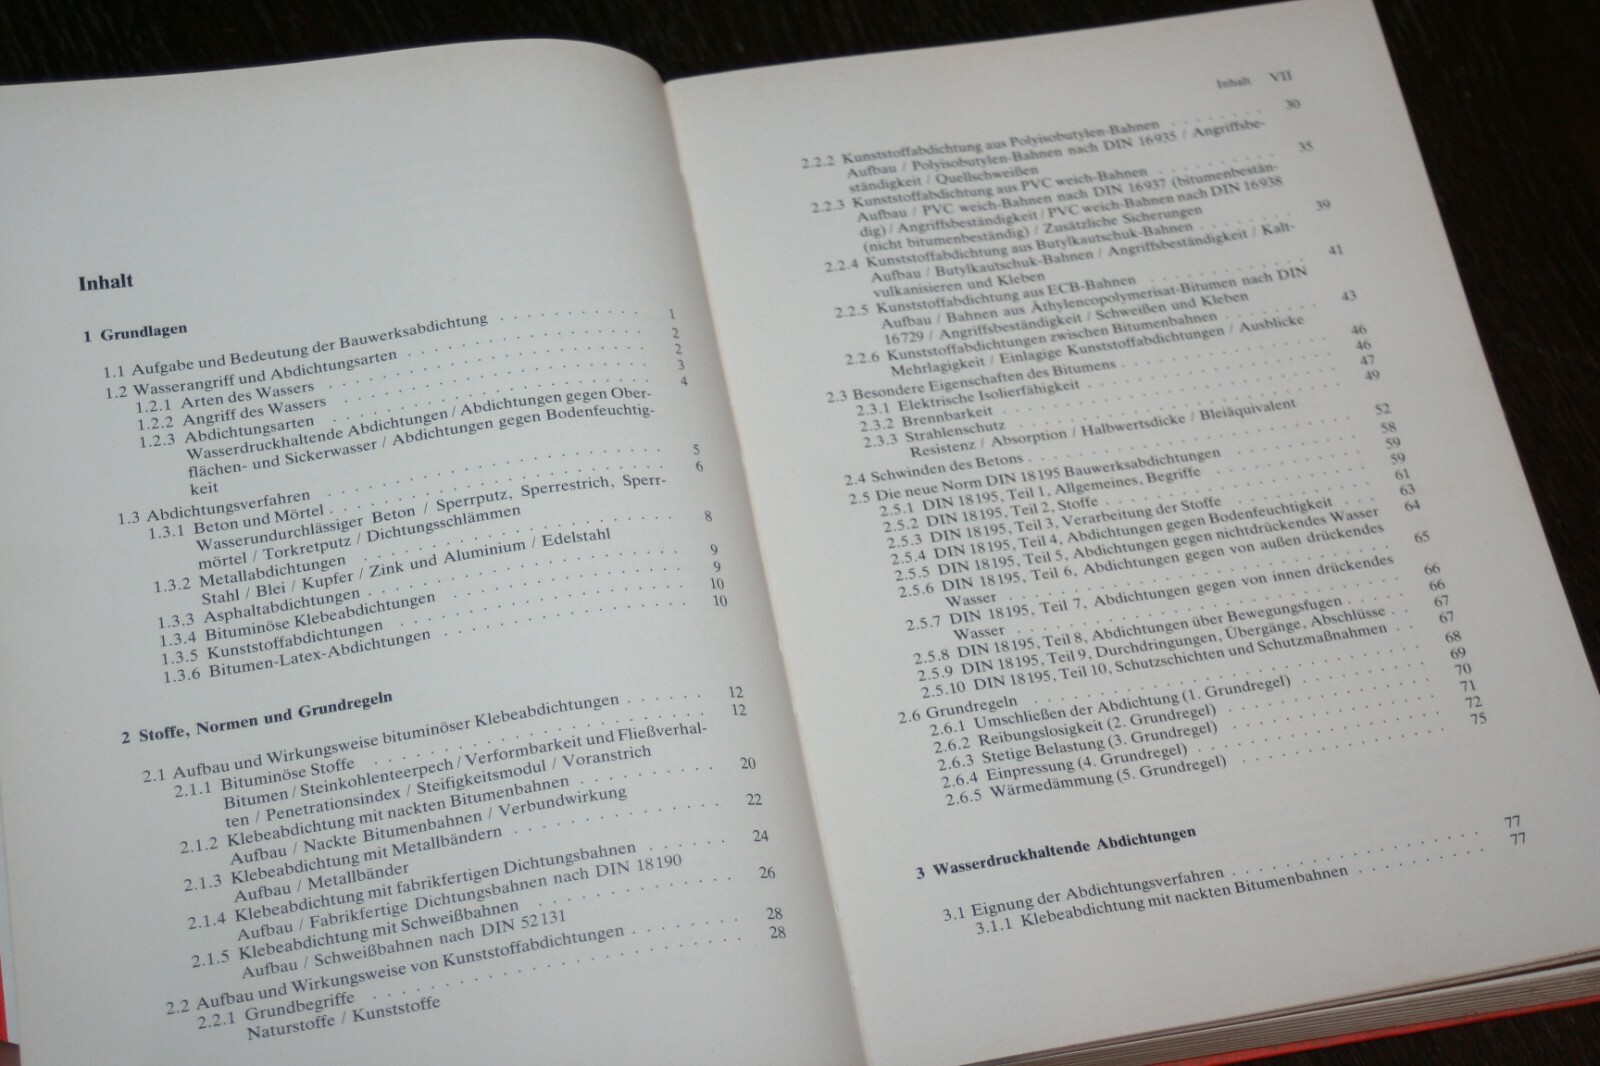 Inhalt
1 Grundlagen
1.1 Aufgabe und Bedeutung der Bauwerksabdichtung . . . . . . . . . . . 1
1.2 Wasserangriff und Abdichtungsarten . . . . . . . . . . . . . . . 2
1.2.1 Arten des Wassers . . . . . . . . . . . . . . . . . . . . 2
1.2.2 Angriff des Wassers . . . . . . . . . . . . . . . . . . . 3
1.2.3 Abdichtungsarten . . . . . . . . . . . . . . . . . . . . 4
Wasserdruckhaltende Abdichtungen / Abdichtungen gegen Ober-
flächen- und Sickerwasser / Abdichtungen gegen Bodenfeuchtig-
keit
1.3 Abdichtungsverfahren . . . . . . . . . . . . . . . . . . . . . 5
1.3.1 Beton und Mörtel . . . . . . . . . . . . . . . . . . . . 6
Wasserundurchlässiger Beton / Sperrputz, Sperrestrich, Sperr-
mörtel / Torkretputz / Dichtungsschlämmen
1.3.2 Metallabdichtungen . . . . . . . . . . . . . . . . . . . 8
Stahl / Blei / Kupfer / Zink und Aluminium / Edelstahl
1.3.3 Asphaltabdichtungen . . . . . . . . . . . . . . . . . . . 9
1.3.4 Bituminöse Klebeabdichtungen . . . . . . . . . . . . . . . 9
1.3.5 Kunststoffabdichtungen . . . . . . . . . . . . . . . . . . 10
1.3.6 Bitumen-Latex-Abdichtungen . . . . . . . . . . . . . . . . 10
2 Stoffe, Normen und Grundregeln
2.1 Aufbau und Wirkungsweise bituminöser Klebeabdichtungen . . . . . . 12
2.1.1 Bituminöse Stoffe . . . . . . . . . . . . . . . . . . . . 12
Bitumen / Steinkohlenteerpech / Verformbarkeit und Fließverhal-
ten / Penetrationsindex / Steifigkeitsmodul / Voranstrich
2.1.2 Klebeabdichtung mit nackten Bitumenbahnen . . . . . . . . . 20
Aufbau / Nackte Bitumenbahnen / Verbundwirkung
2.1.3 Klebeabdichtung mit Metallbändern . . . . . . . . . . . . . 22
Aufbau / Metallbänder
2.1.4 Klebeabdichtung mit fabrikfertigen Dichtungsbahnen . . . . . . 24
Aufbau / Fabrikfertige Dichtungsbahnen nach DIN 18190
2.1.5 Klebeabdichtung mit Schweißbahnen . . . . . . . . . . . . . 26
Aufbau / Schweißbahnen nach DIN 52131
2.2 Aufbau und Wirkungsweise von Kunststoffabdichtungen . . . . . . . 28
2.2.1 Grundbegriffe . . . . . . . . . . . . . . . . . . . . . . 28
Naturstoffe / Kunststoffe
Inhalt VII
2.2.2 Kunststoffabdichtung aus Polyisobutylen-Bahnen . . . . . . . . 30
Aufbau / Polyisobutylen-Bahnen nach DIN 16935 / Angriffsbe-
ständigkeit / Quellschweißen
2.2.3 Kunststoffabdichtung aus PVC weich-Bahnen . . . . . . . . . 35
Aufbau / PVC weich-Bahnen nach DIN 16937 (bitumenbestän-
dig) / Angriffsbeständigkeit / PVC weich-Bahnen nach DIN 16938
(nicht bitumenbeständig) / Zusätzliche Sicherungen
2.2.4 Kunststoffabdichtung aus Butylkautschuk-Bahnen . . . . . . . 39
Aufbau / Butylkautschuk-Bahnen / Angriffsbeständigkeit / Kalt-
vulkanisieren und Kleben
2.2.5 Kunststoffabdichtung aus ECB-Bahnen . . . . . . . . . . . . 41
Aufbau / Bahnen aus Äthylencopolymerisat-Bitumen nach DIN
16729 / Angriffsbeständigkeit / Schweißen und Kleben
2.2.6 Kunststoffabdichtungen zwischen Bitumenbahnen . . . . . . . . 43
Mehrlagigkeit / Einlagige Kunststoffabdichtungen / Ausblicke
2.3 Besondere Eigenschaften des Bitumens . . . . . . . . . . . . . . 46
2.3.1 Elektrische Isolierfähigkeit . . . . . . . . . . . . . . . . 46
2.3.2 Brennbarkeit . . . . . . . . . . . . . . . . . . . . . . 47
2.3.3 Strahlenschutz . . . . . . . . . . . . . . . . . . . . . 49
Resistenz / Absorption / Halbwertsdicke / Bleiäquivalent
2.4 Schwinden des Betons . . . . . . . . . . . . . . . . . . . . . 52
2.5 Die neue Norm DIN 18195 Bauwerksabdichtungen . . . . . . . . . 58
2.5.1 DIN 18195, Teil 1, Allgemeines, Begriffe . . . . . . . . . . 59
2.5.2 DIN 18195, Teil 2, Stoffe . . . . . . . . . . . . . . . . . 59
2.5.3 DIN 18195, Teil 3, Verarbeitung der Stoffe . . . . . . . . . 61
2.5.4 DIN 18195, Teil 4, Abdichtungen gegen Bodenfeuchtigkeit . . . 63
2.5.5 DIN 18195, Teil 5, Abdichtungen gegen nichtdrückendes Wasser 64
2.5.6 DIN 18195, Teil 6, Abdichtungen gegen von außen drückendes
Wasser . . . . . . . . . . . . . . . . . . . . . . . . 65
2.5.7 DIN 18195, Teil 7, Abdichtungen gegen von innen drückendes
Wasser . . . . . . . . . . . . . . . . . . . . . . . . 66
2.5.8 DIN 18195, Teil 8, Abdichtungen über Bewegungsfugen . . . . . 66
2.5.9 DIN 18195, Teil 9, Durchdringungen, Übergänge, Abschlüsse . . 67
2.5.10 DIN 18195, Teil 10, Schutzschichten und Schutzmaßnahmen . . 67
2.6 Grundregeln . . . . . . . . . . . . . . . . . . . . . . . . . 68
2.6.1 Umschließen der Abdichtung (1. Grundregel) . . . . . . . . . 69
2.6.2 Reibungslosigkeit (2. Grundregel) . . . . . . . . . . . . . 70
2.6.3 Stetige Belastung (3. Grundregel) . . . . . . . . . . . . . 71
2.6.4 Einpressung (4. Grundregel) . . . . . . . . . . . . . . . . 72
2.6.5 Wärmedämmung (5. Grundregel) . . . . . . . . . . . . . . . 75
3 Wasserdruckhaltende Abdichtungen
3.1 Eignung der Abdichtungsverfahren . . . . . . . . . . . . . . . . 77
3.1.1 Klebeabdichtung mit nackten Bitumenbahnen . . . . . . . . . 77